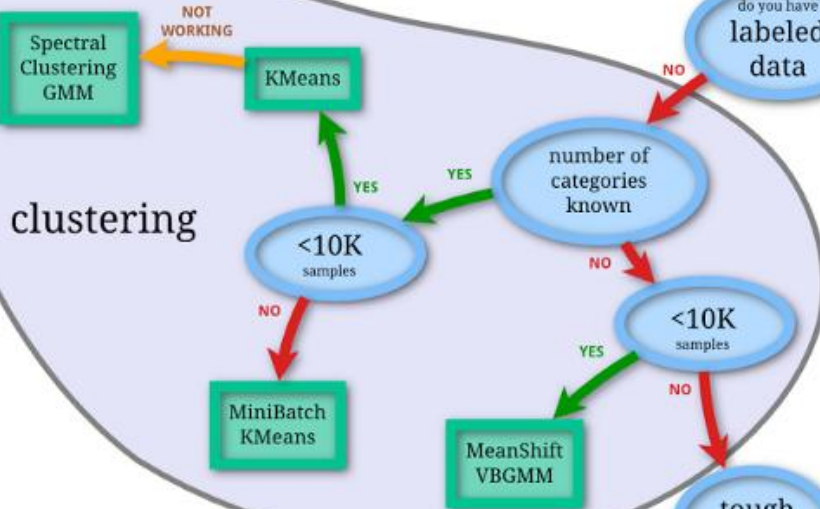 do you have
labeled
data
NO
NOT
WORKING
Spectral
Clustering
GMM
KMeans
number of
categories
known
YES
YES
clustering
<10K
samples
NO
NO
<10K
samples
YES
NO
MiniBatch
KMeans
MeanShift
VBGMM
tough